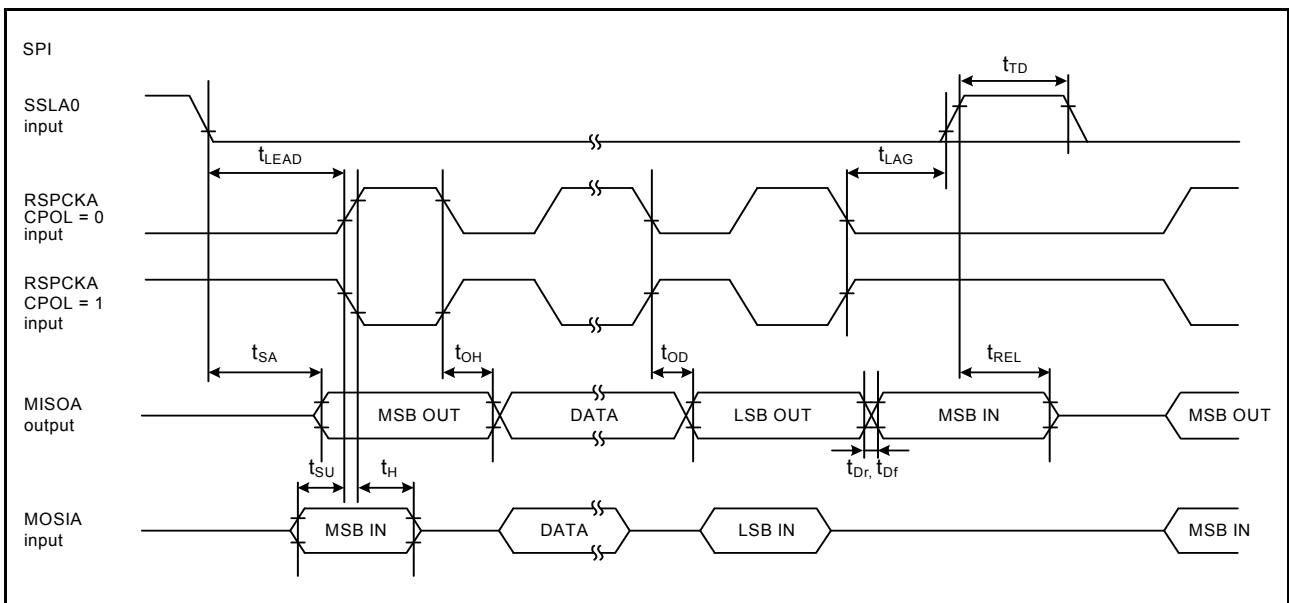 SPI
SSLA0
input
tTD
tLEAD
tLAG
RSPCKA
CPOL = 0
input
RSPCKA
CPOL = 1
input
tSA
tOH
tOD
tREL
MISOA
output
MSB OUT
DATA
LSB OUT
MSB IN
MSB OUT
tSU
tH
tDr, tDf
MOSIA
input
MSB IN
DATA
LSB IN
MSB IN